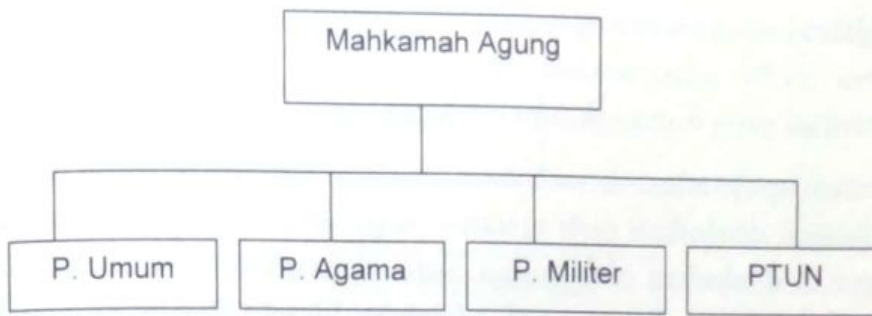 Mahkamah Agung
P. Umum
P. Agama
P. Militer
PTUN